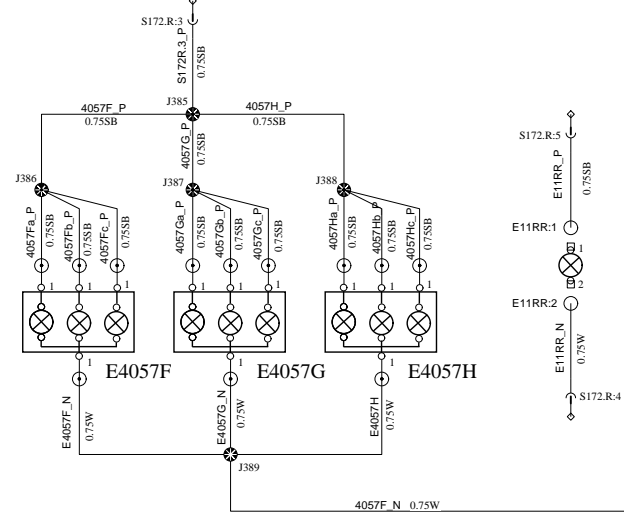 S172.R:3
S172R.3_P
0.75SB
J385
4057F_P
0.75SB
4057H_P
0.75SB
4057G_P
0.75SB
J386
J387
J388
4057Fa_P
0.75SB
4057Fb_P
0.75SB
4057Fc_P
0.75SB
4057Ga_P
0.75SB
4057Gb_P
0.75SB
4057Gc_P
0.75SB
4057Ha_P
0.75SB
4057Hb_P
0.75SB
4057Hc_P
0.75SB
1
1
1
1
1
1
1
1
1
1
1
1
E4057F
E4057G
E4057H
E4057F_N
0.75W
E4057G_N
0.75W
E4057H
0.75W
J389
4057F_N 0.75W
S172.R:5
E11RR_P
0.75SB
E11RR:1
1
2
E11RR:2
E11RR_N
0.75W
S172.R:4